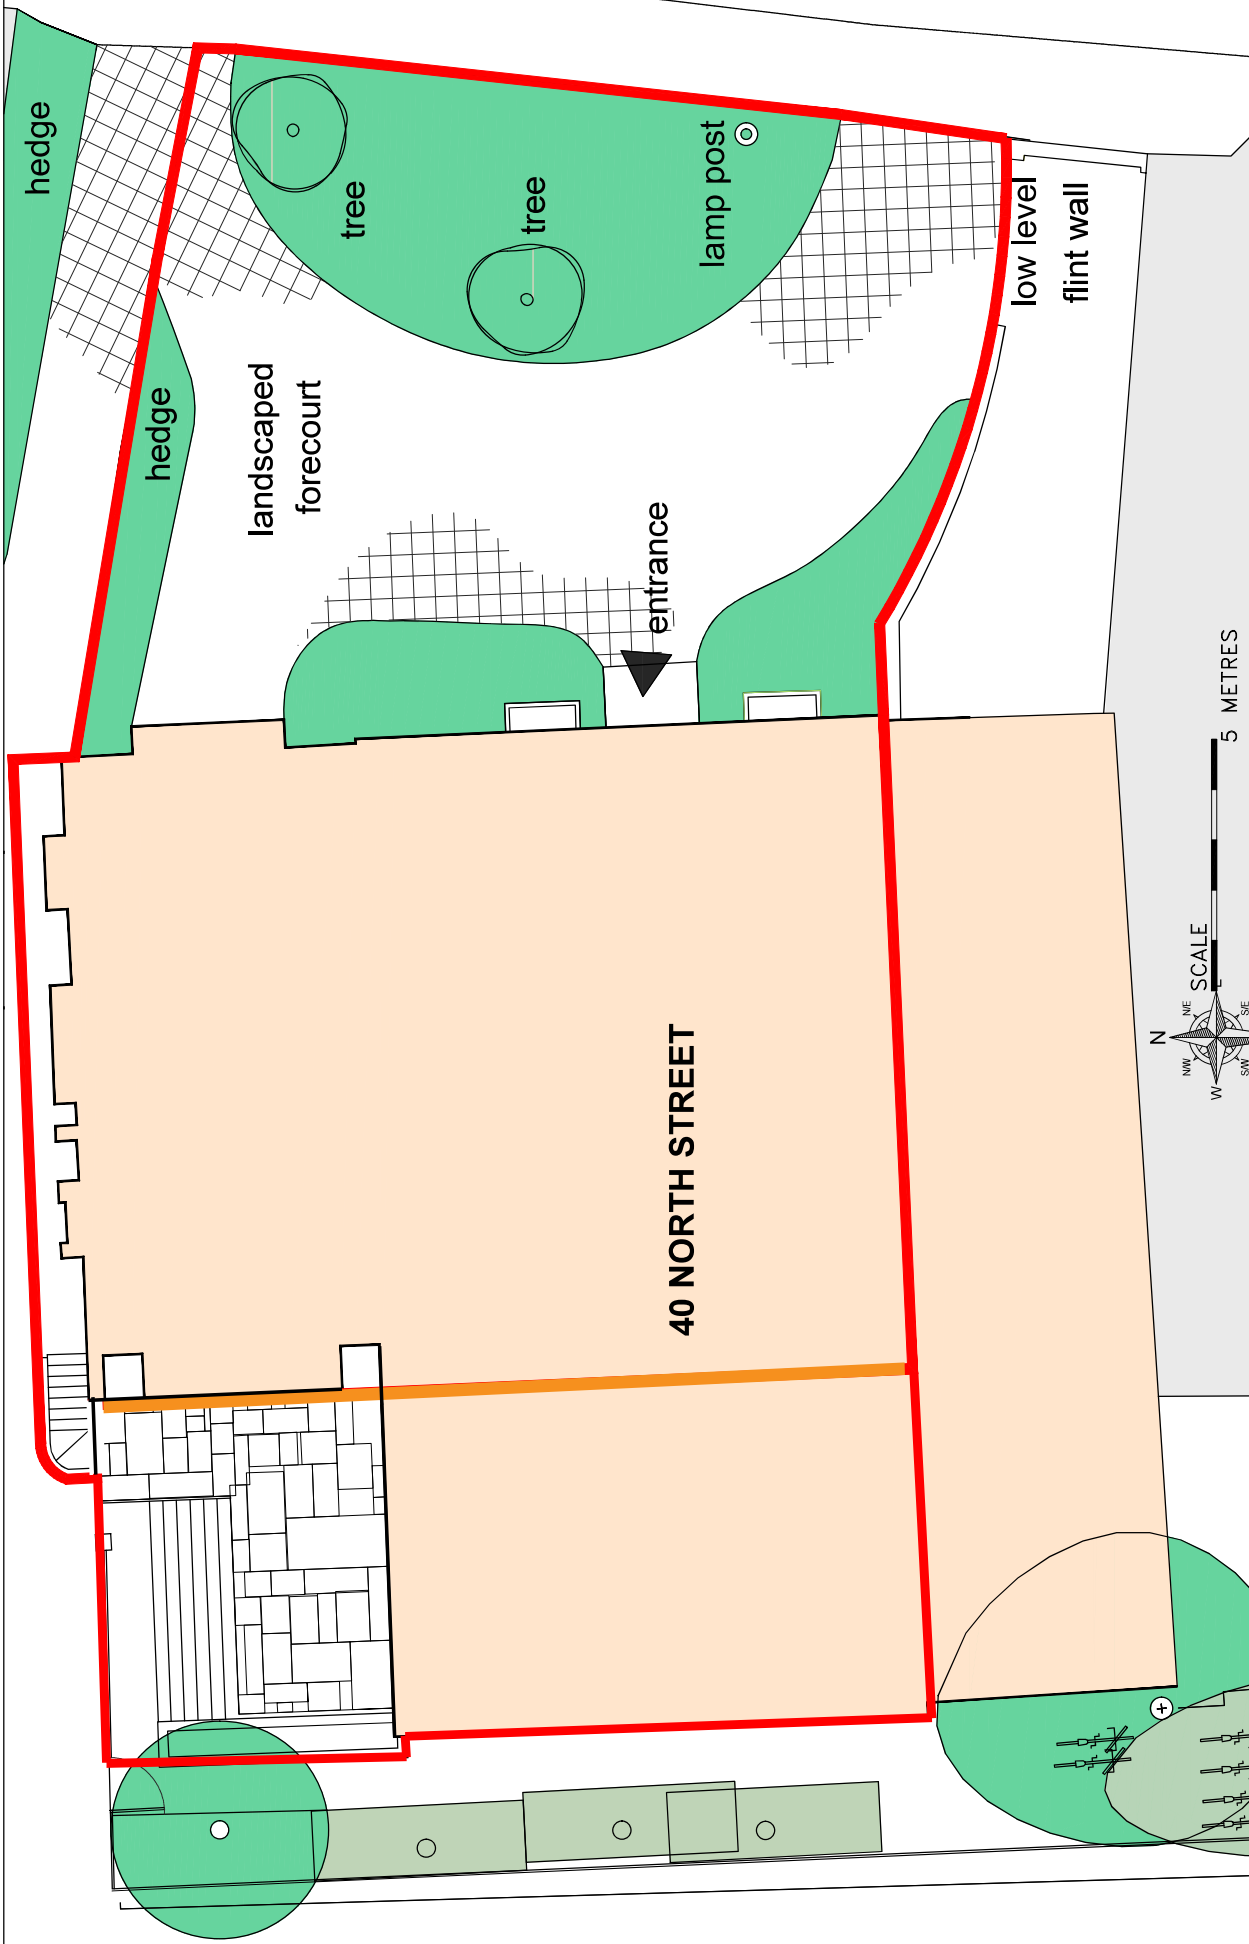 hedge
tree
tree
lamp post
low level
flint wall
hedge
landscaped
forecourt
entrance
40 NORTH STREET
5 METRES
SCALE
N
N/E
N/W
E
W
S/E
S/W